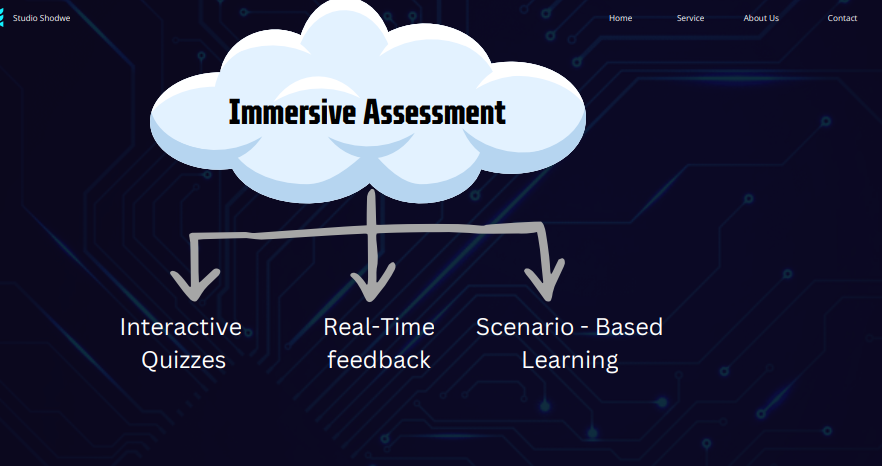 Studio Shodwe
Home
Service
About Us
Contact
Immersive Assessment
Interactive
Quizzes
Real-Time
feedback
Scenario - Based
Learning